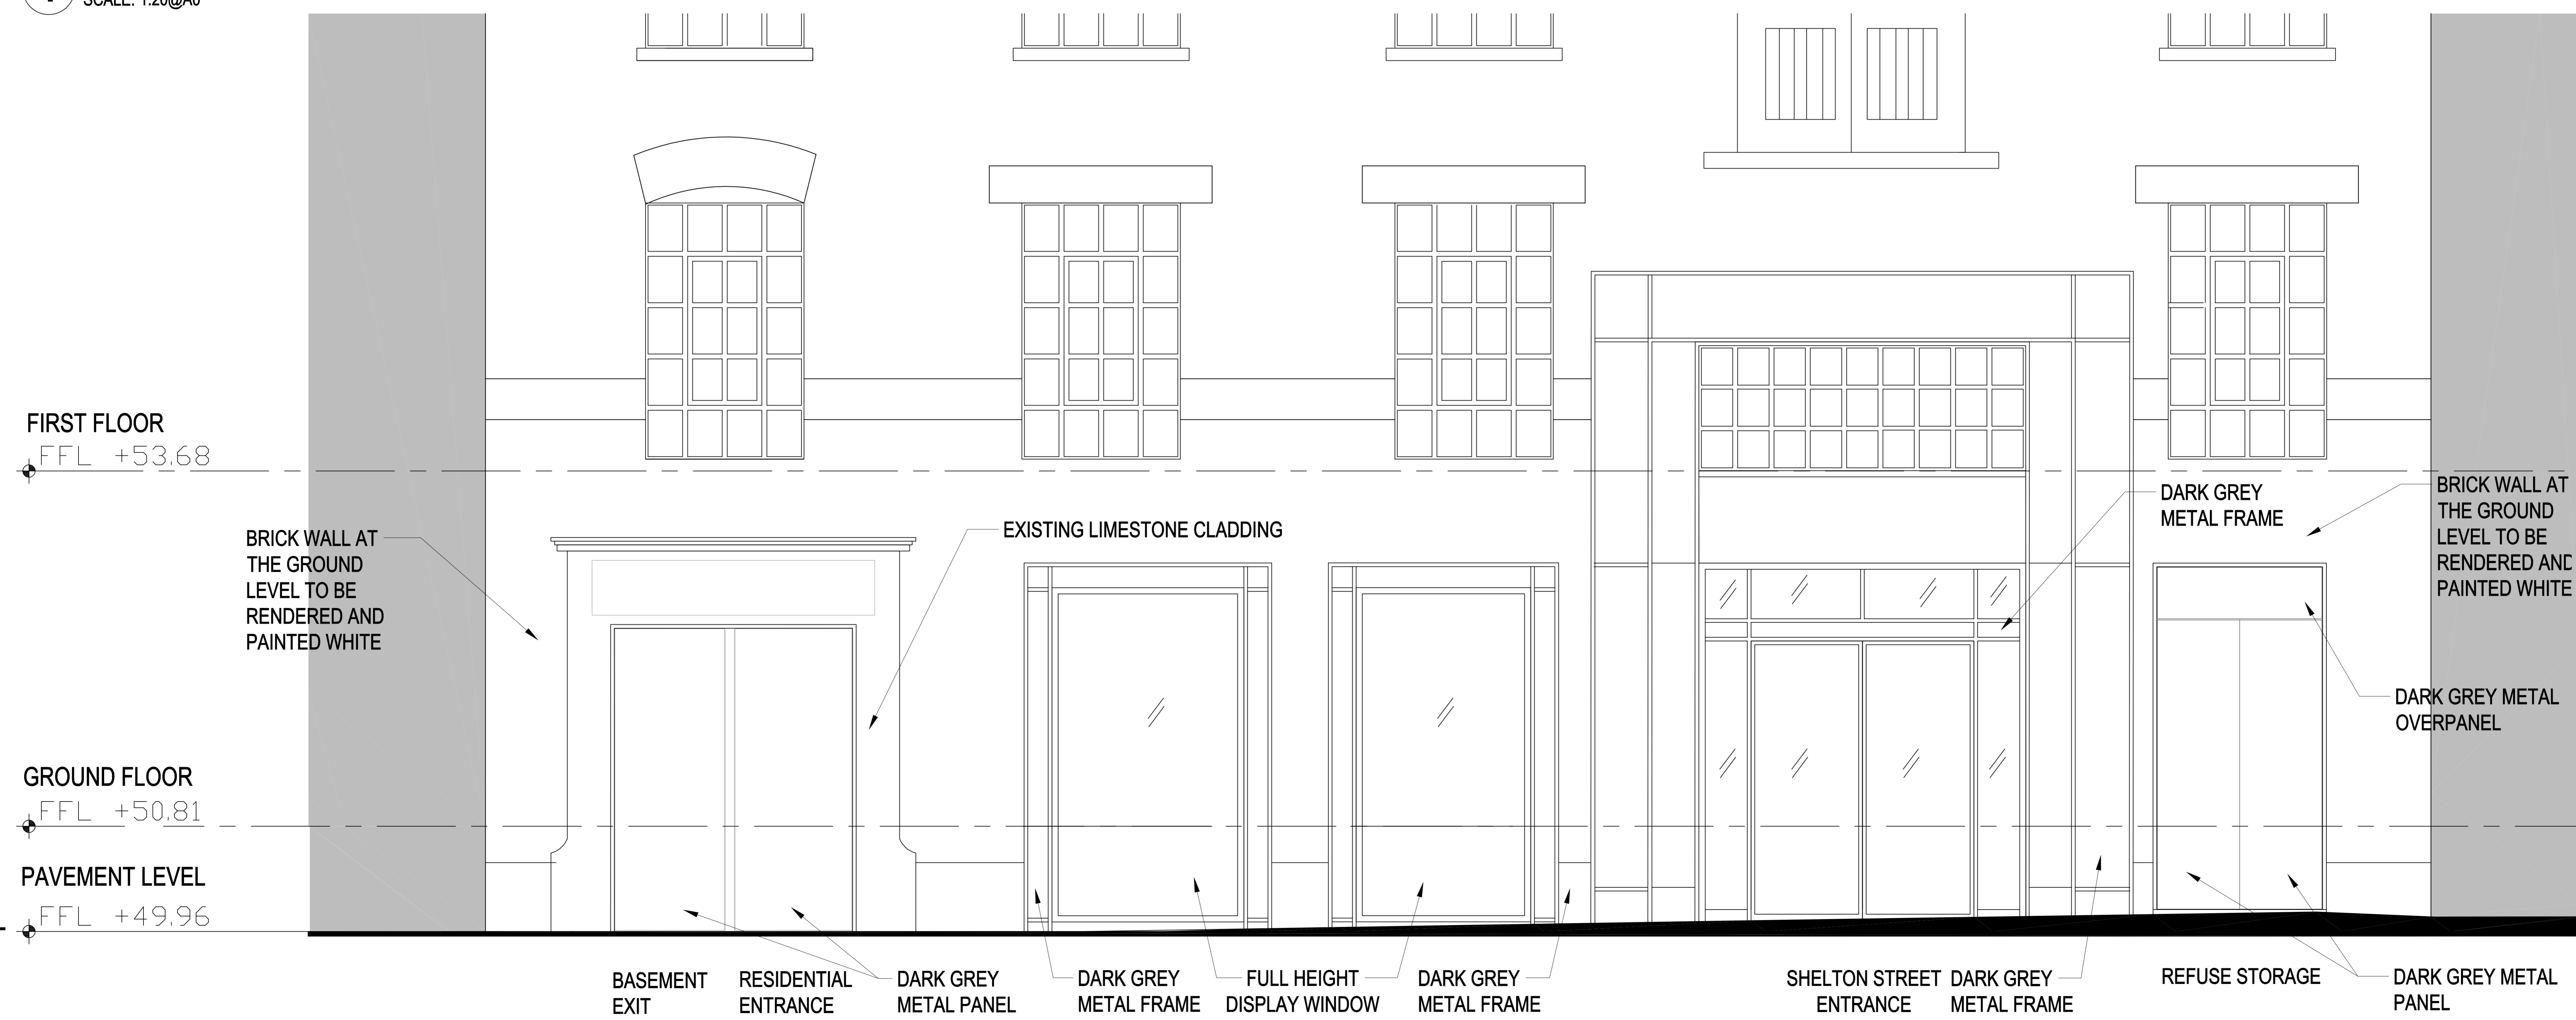 SCALE: 1:20@A0
FIRST FLOOR
FFL +53.68
GROUND FLOOR
FFL +50.81
PAVEMENT LEVEL
FFL +49.96
BRICK WALL AT
THE GROUND
LEVEL TO BE
RENDERED AND
PAINTED WHITE
EXISTING LIMESTONE CLADDING
DARK GREY
METAL FRAME
BRICK WALL AT
THE GROUND
LEVEL TO BE
RENDERED AND
PAINTED WHITE
DARK GREY METAL
OVERPANEL
BASEMENT
EXIT
RESIDENTIAL
ENTRANCE
DARK GREY
METAL PANEL
DARK GREY
METAL FRAME
FULL HEIGHT
DISPLAY WINDOW
DARK GREY
METAL FRAME
SHELTON STREET
ENTRANCE
DARK GREY
METAL FRAME
REFUSE STORAGE
DARK GREY METAL
PANEL